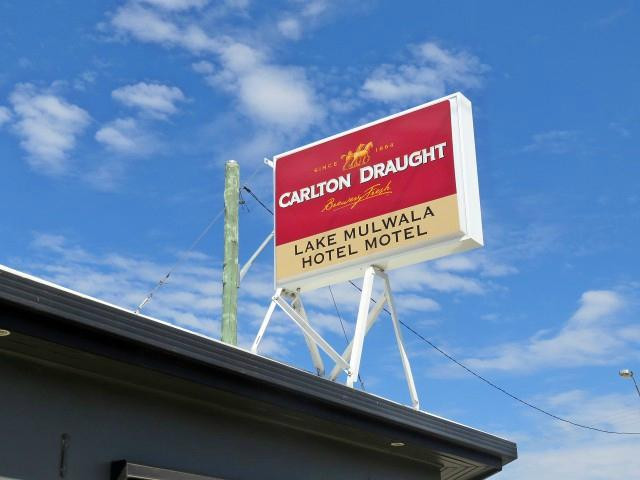 SINCE 1864
CARLTON DRAUGHT
Brewery Fresh
LAKE MULWALA
HOTEL MOTEL